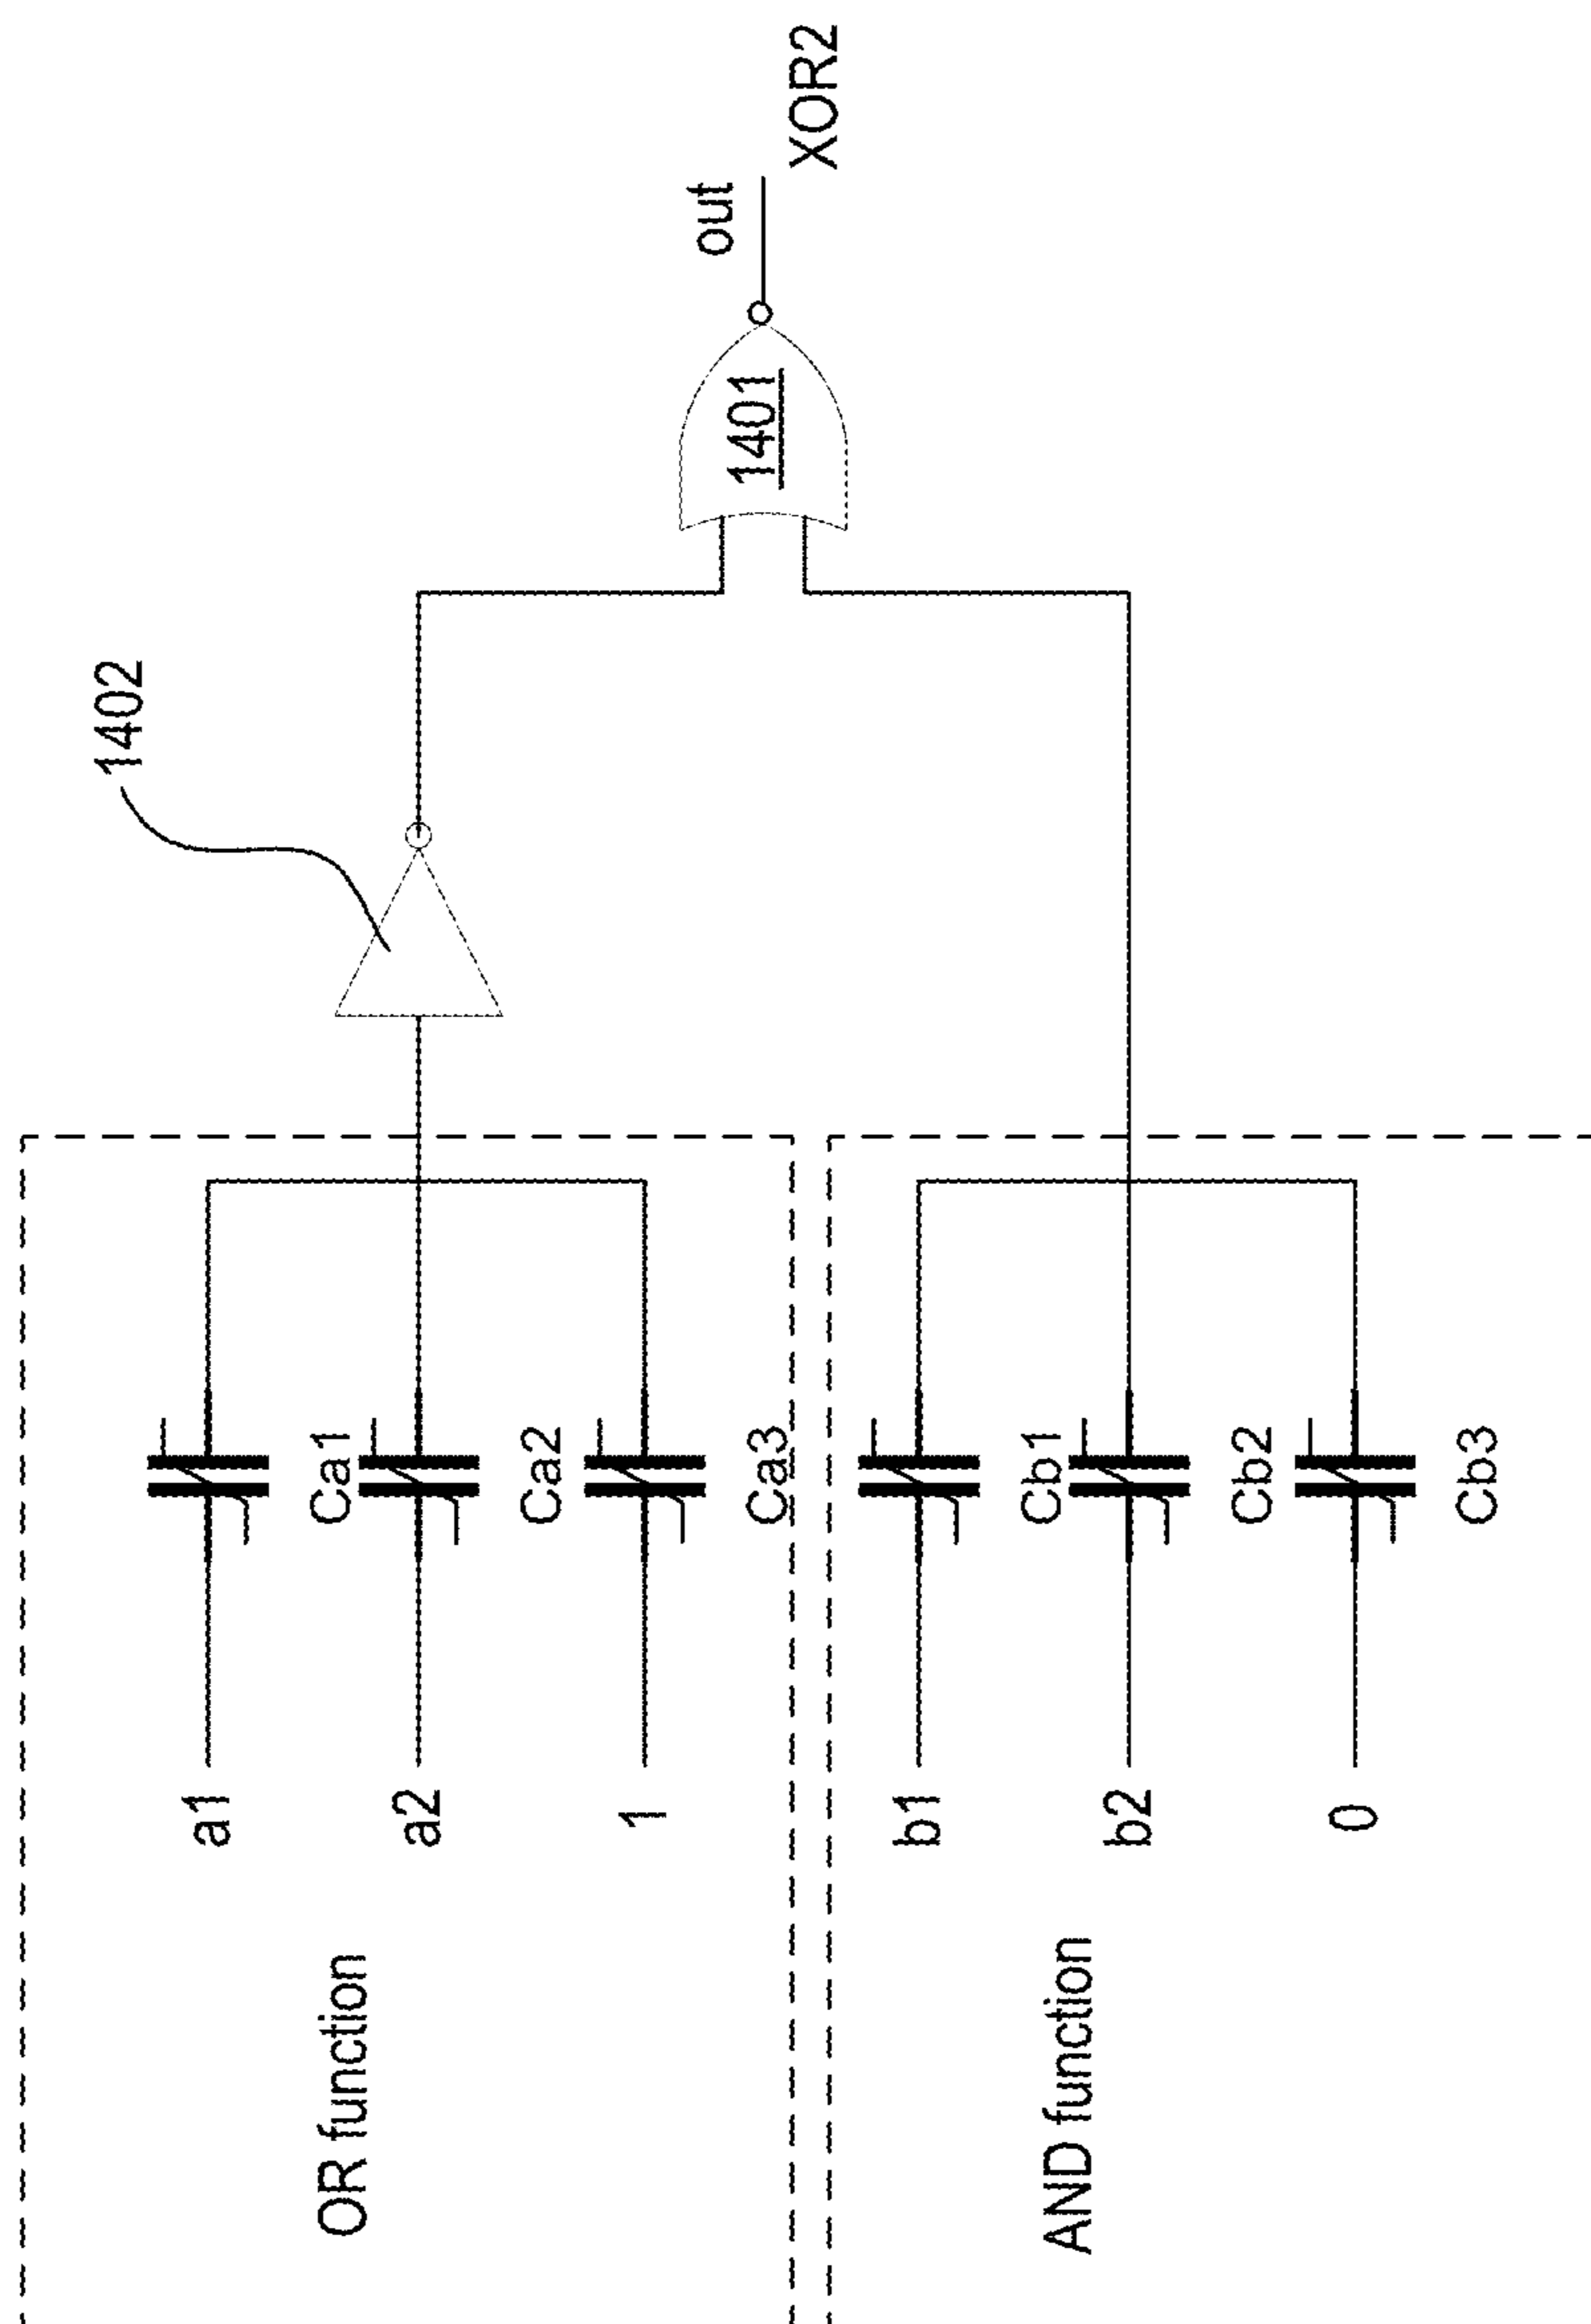 OR function
a1
a2
1
Ca1
Ca2
Ca3
1402
AND function
b1
b2
0
Cb1
Cb2
Cb3
1401
out
XOR2